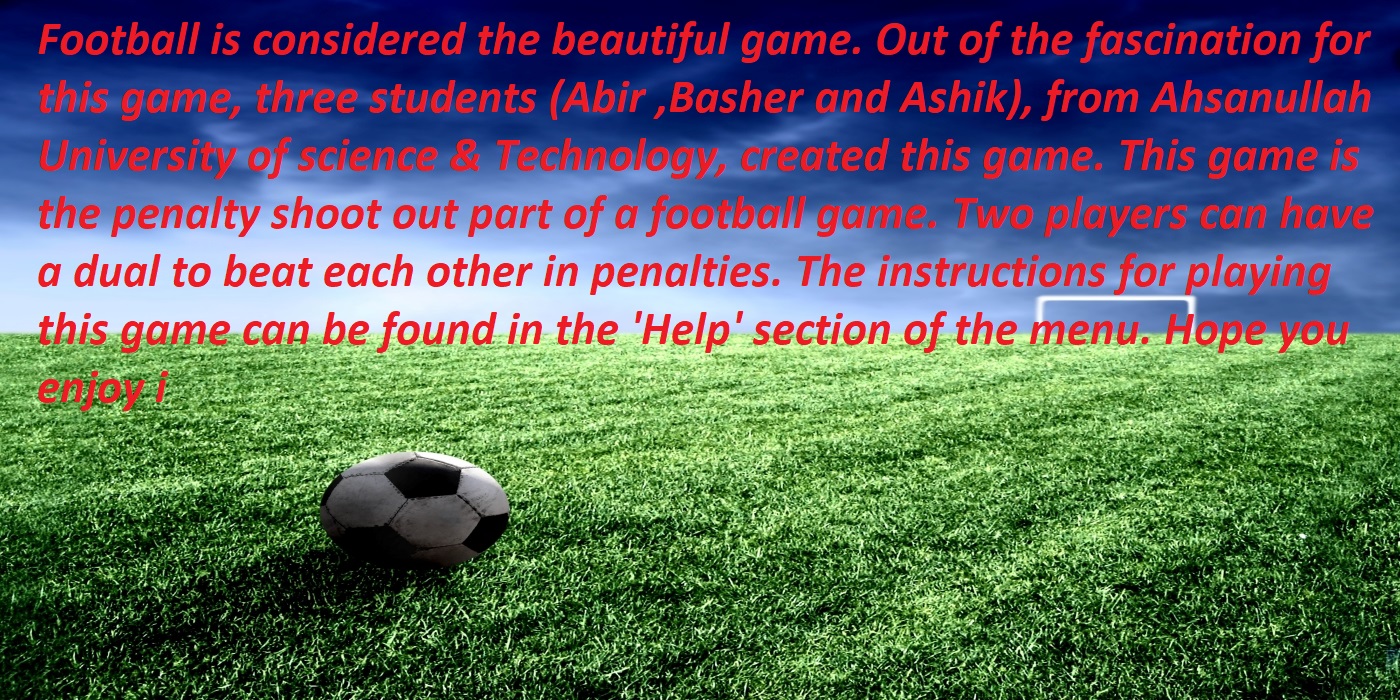 Football is considered the beautiful game. Out of the fascination for
this game, three students (Abir ,Basher and Ashik), from Ahsanullah
University of science & Technology, created this game. This game is
the penalty shoot out part of a football game. Two players can have
a dual to beat each other in penalties. The instructions for playing
this game can be found in the 'Help' section of the menu. Hope you
enjoy i